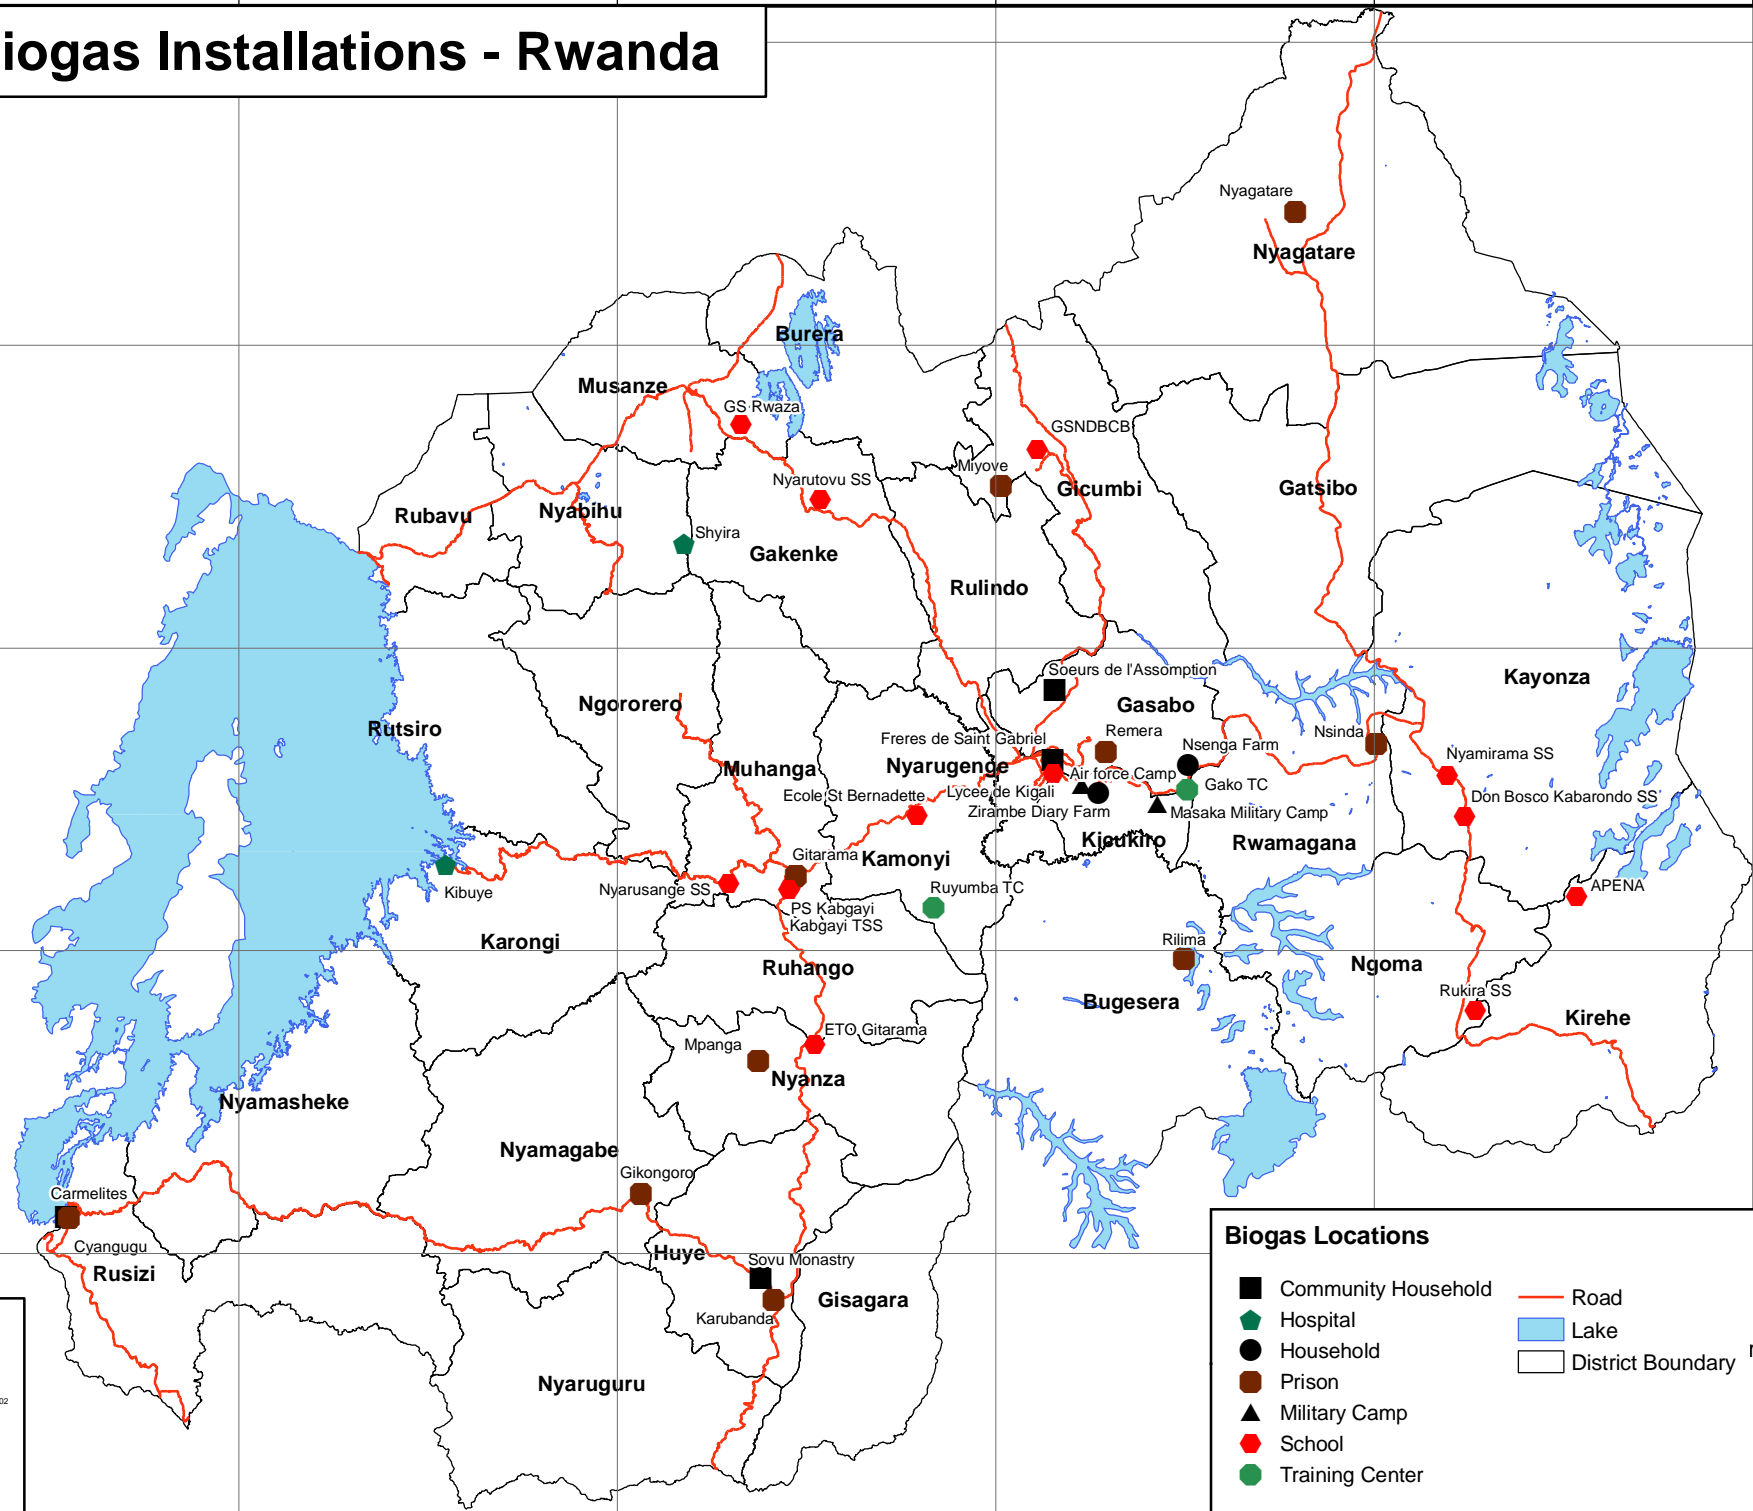 iogas Installations - Rwanda
Nyagatare
Nyagatare
Burera
Musanze
GS Rwaza
GSNDBCB
Miyove
Nyarutovu SS
Gicumbi
Gatsibo
Rubavu
Nyabihu
Shyira
Gakenke
Rulindo
Soeurs de l'Assomption
Kayonza
Ngororero
Gasabo
Rutsiro
Remera
Nsinda
Freres de Saint Gabriel
Nsenga Farm
Nyamirama SS
Muhanga
Nyarugenge
Air force Camp
Gako TC
Ecole St Bernadette
Lycee de Kigali
Don Bosco Kabarondo SS
Zirambe Diary Farm
Masaka Military Camp
Kicukiro
Rwamagana
Gitarama
Kamonyi
Kibuye
Nyarusange SS
Ruyumba TC
APENA
PS Kabgayi
Kabgayi TSS
Karongi
Rilima
Ruhango
Ngoma
Rukira SS
Bugesera
Kirehe
ETO Gitarama
Mpanga
Nyanza
Nyamasheke
Nyamagabe
Gikongoro
Carmelites
Cyangugu
Huye
Sovu Monastry
Rusizi
Gisagara
Karubanda
Nyaruguru
02
Biogas Locations
Community Household
Hospital
Household
Prison
Military Camp
School
Training Center
Road
Lake
District Boundary